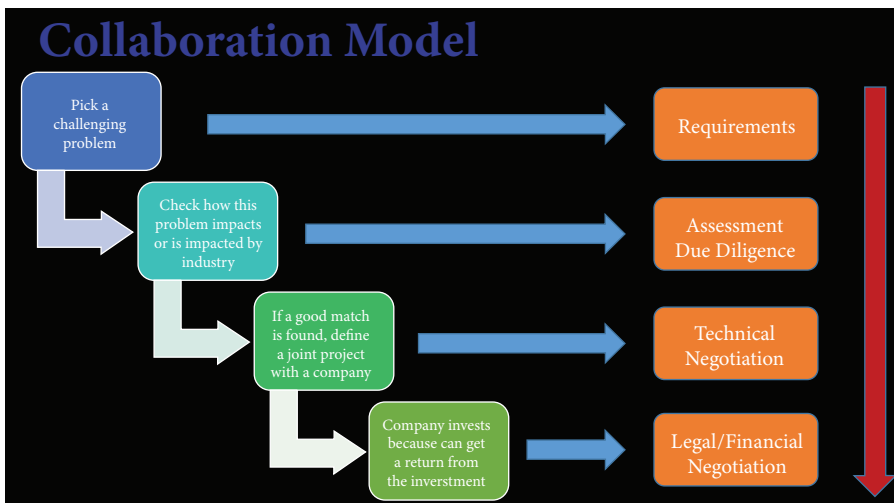 Collaboration Model
Pick a
challenging
problem
Requirements
Check how this
problem impacts
or is impacted by
industry
Assessment
Due Diligence
If a good match
is found, define
a joint project
with a company
Technical
Negotiation
Company invests
because can get
a return from
the inverstment
Legal/Financial
Negotiation